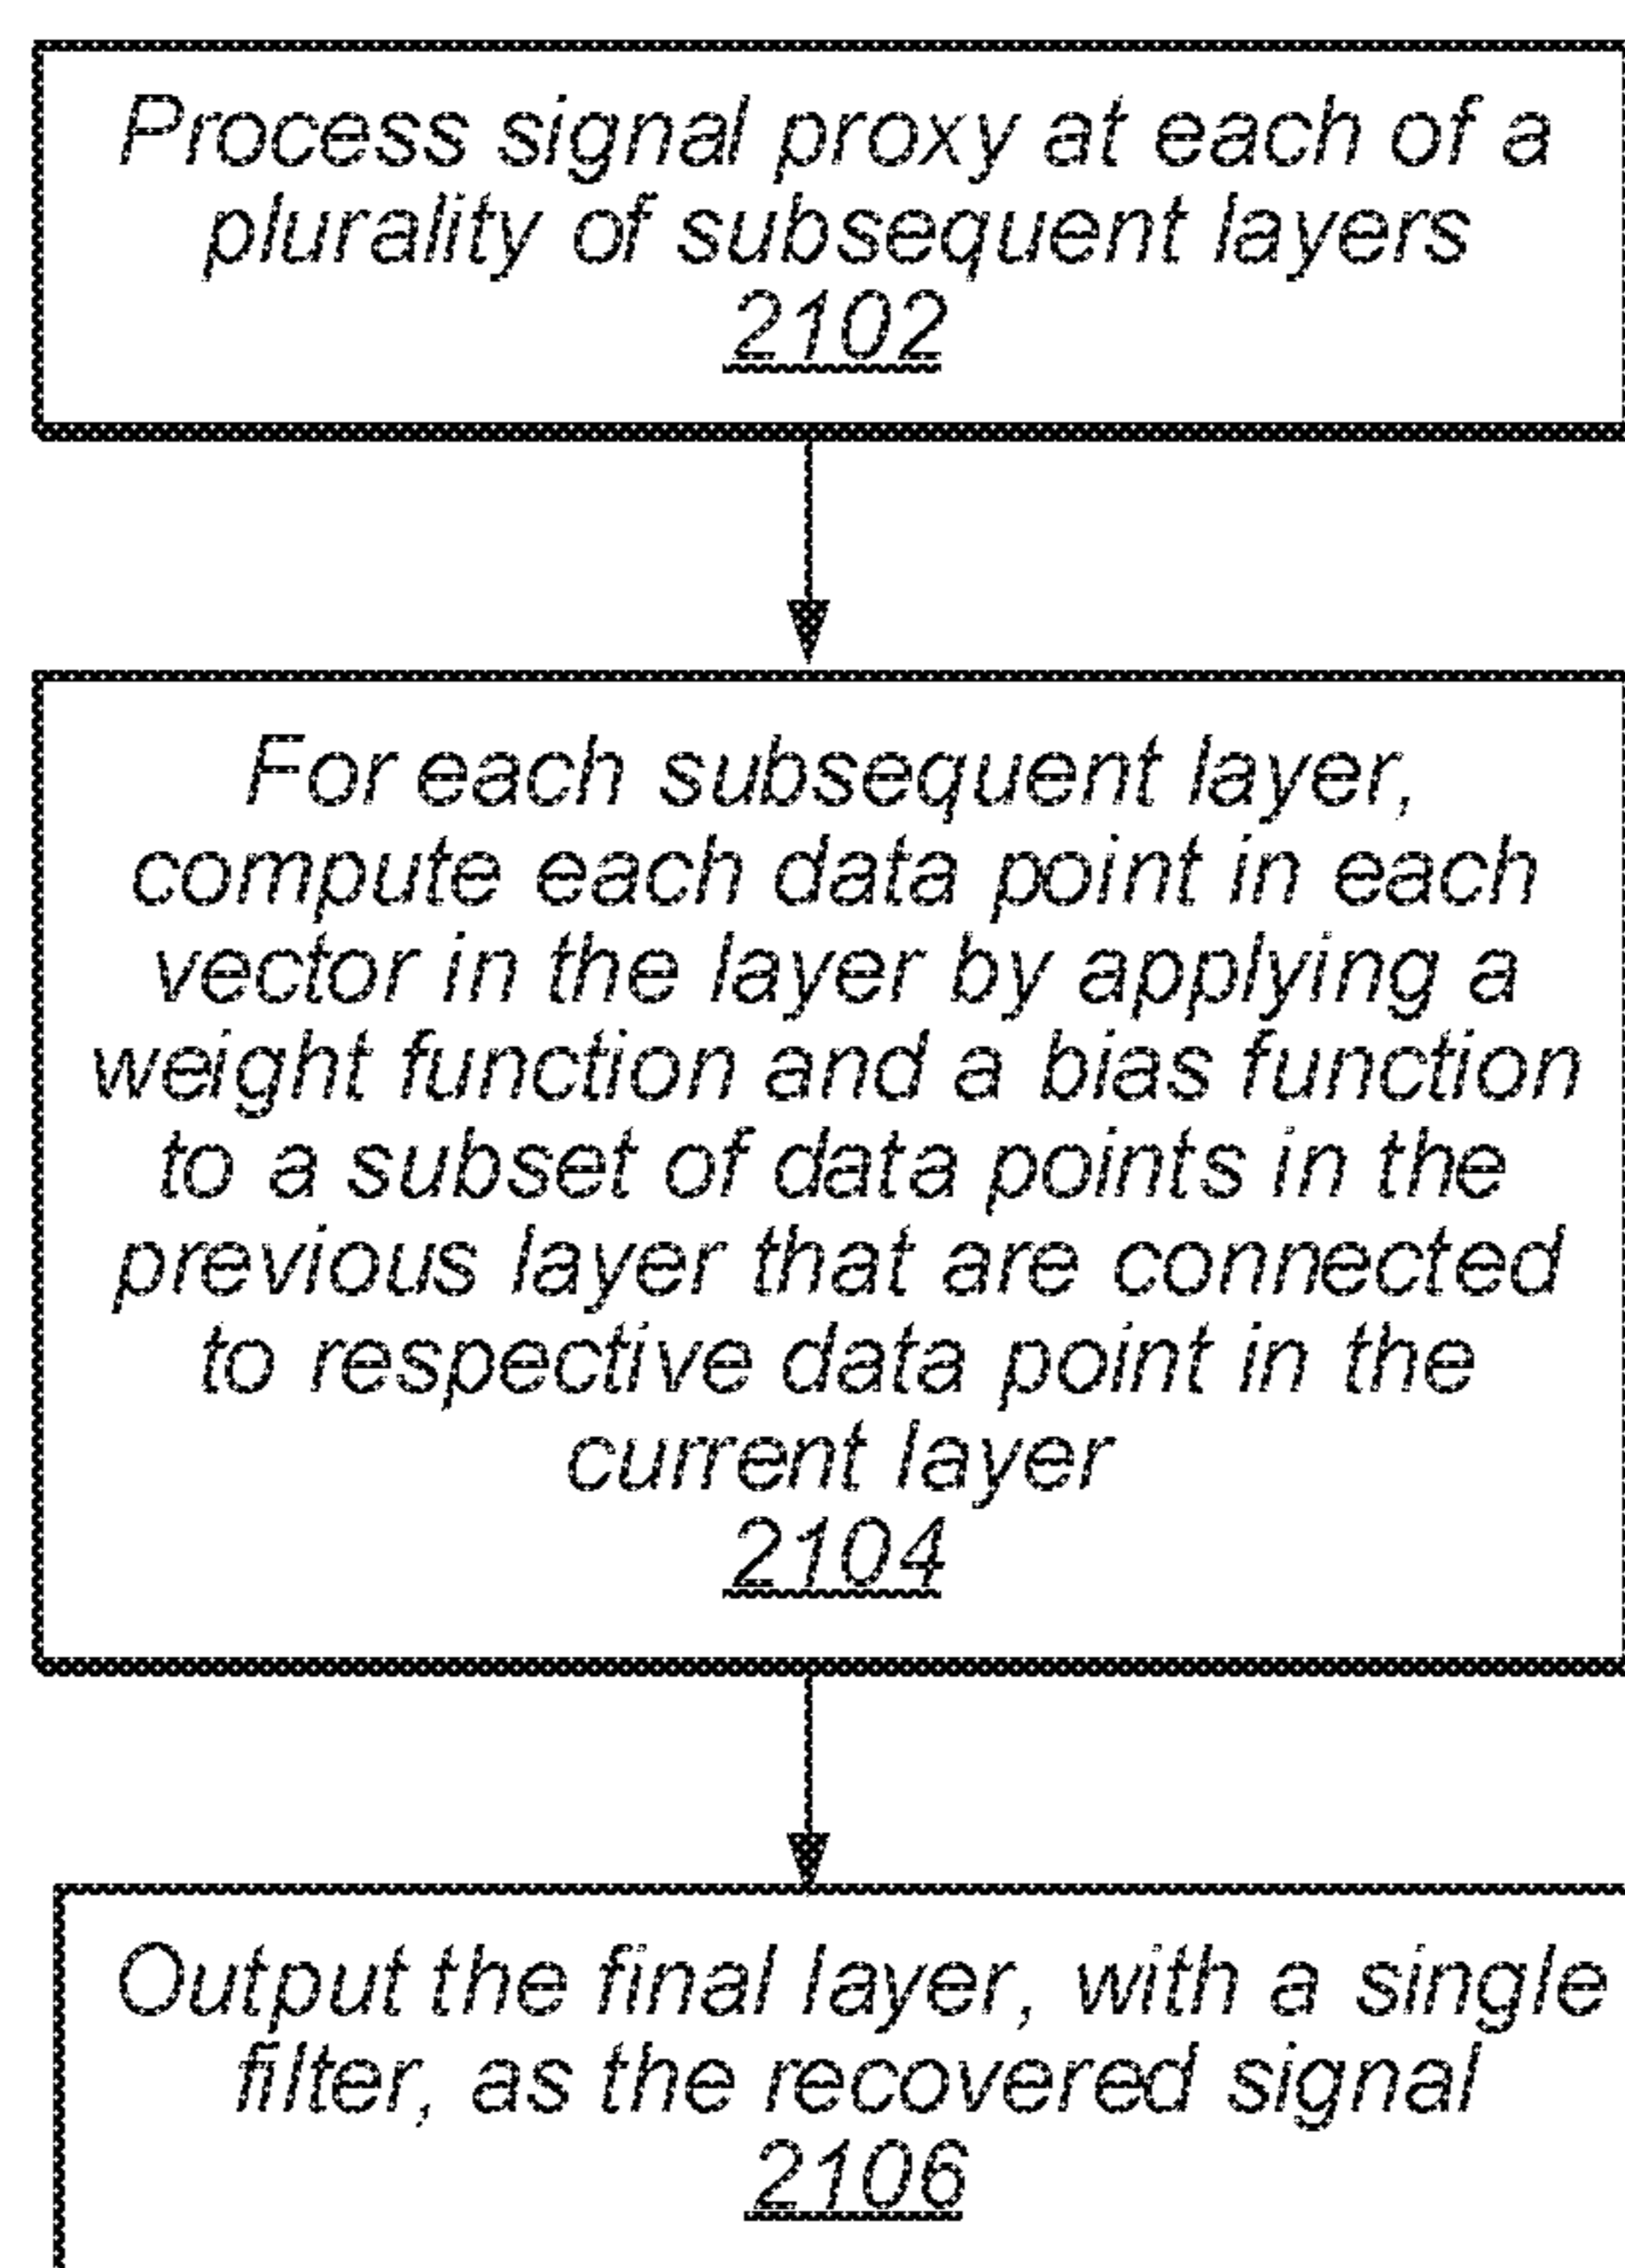 Process signal proxy at each of a
plurality of subsequent layers
2102
For each subsequent layer,
compute each data point in each
vector in the layer by applying a
weight function and a bias function
to a subset of data points in the
previous layer that are connected
to respective data point in the
current layer
2104
Output the final layer, with a single
filter, as the recovered signal
2106